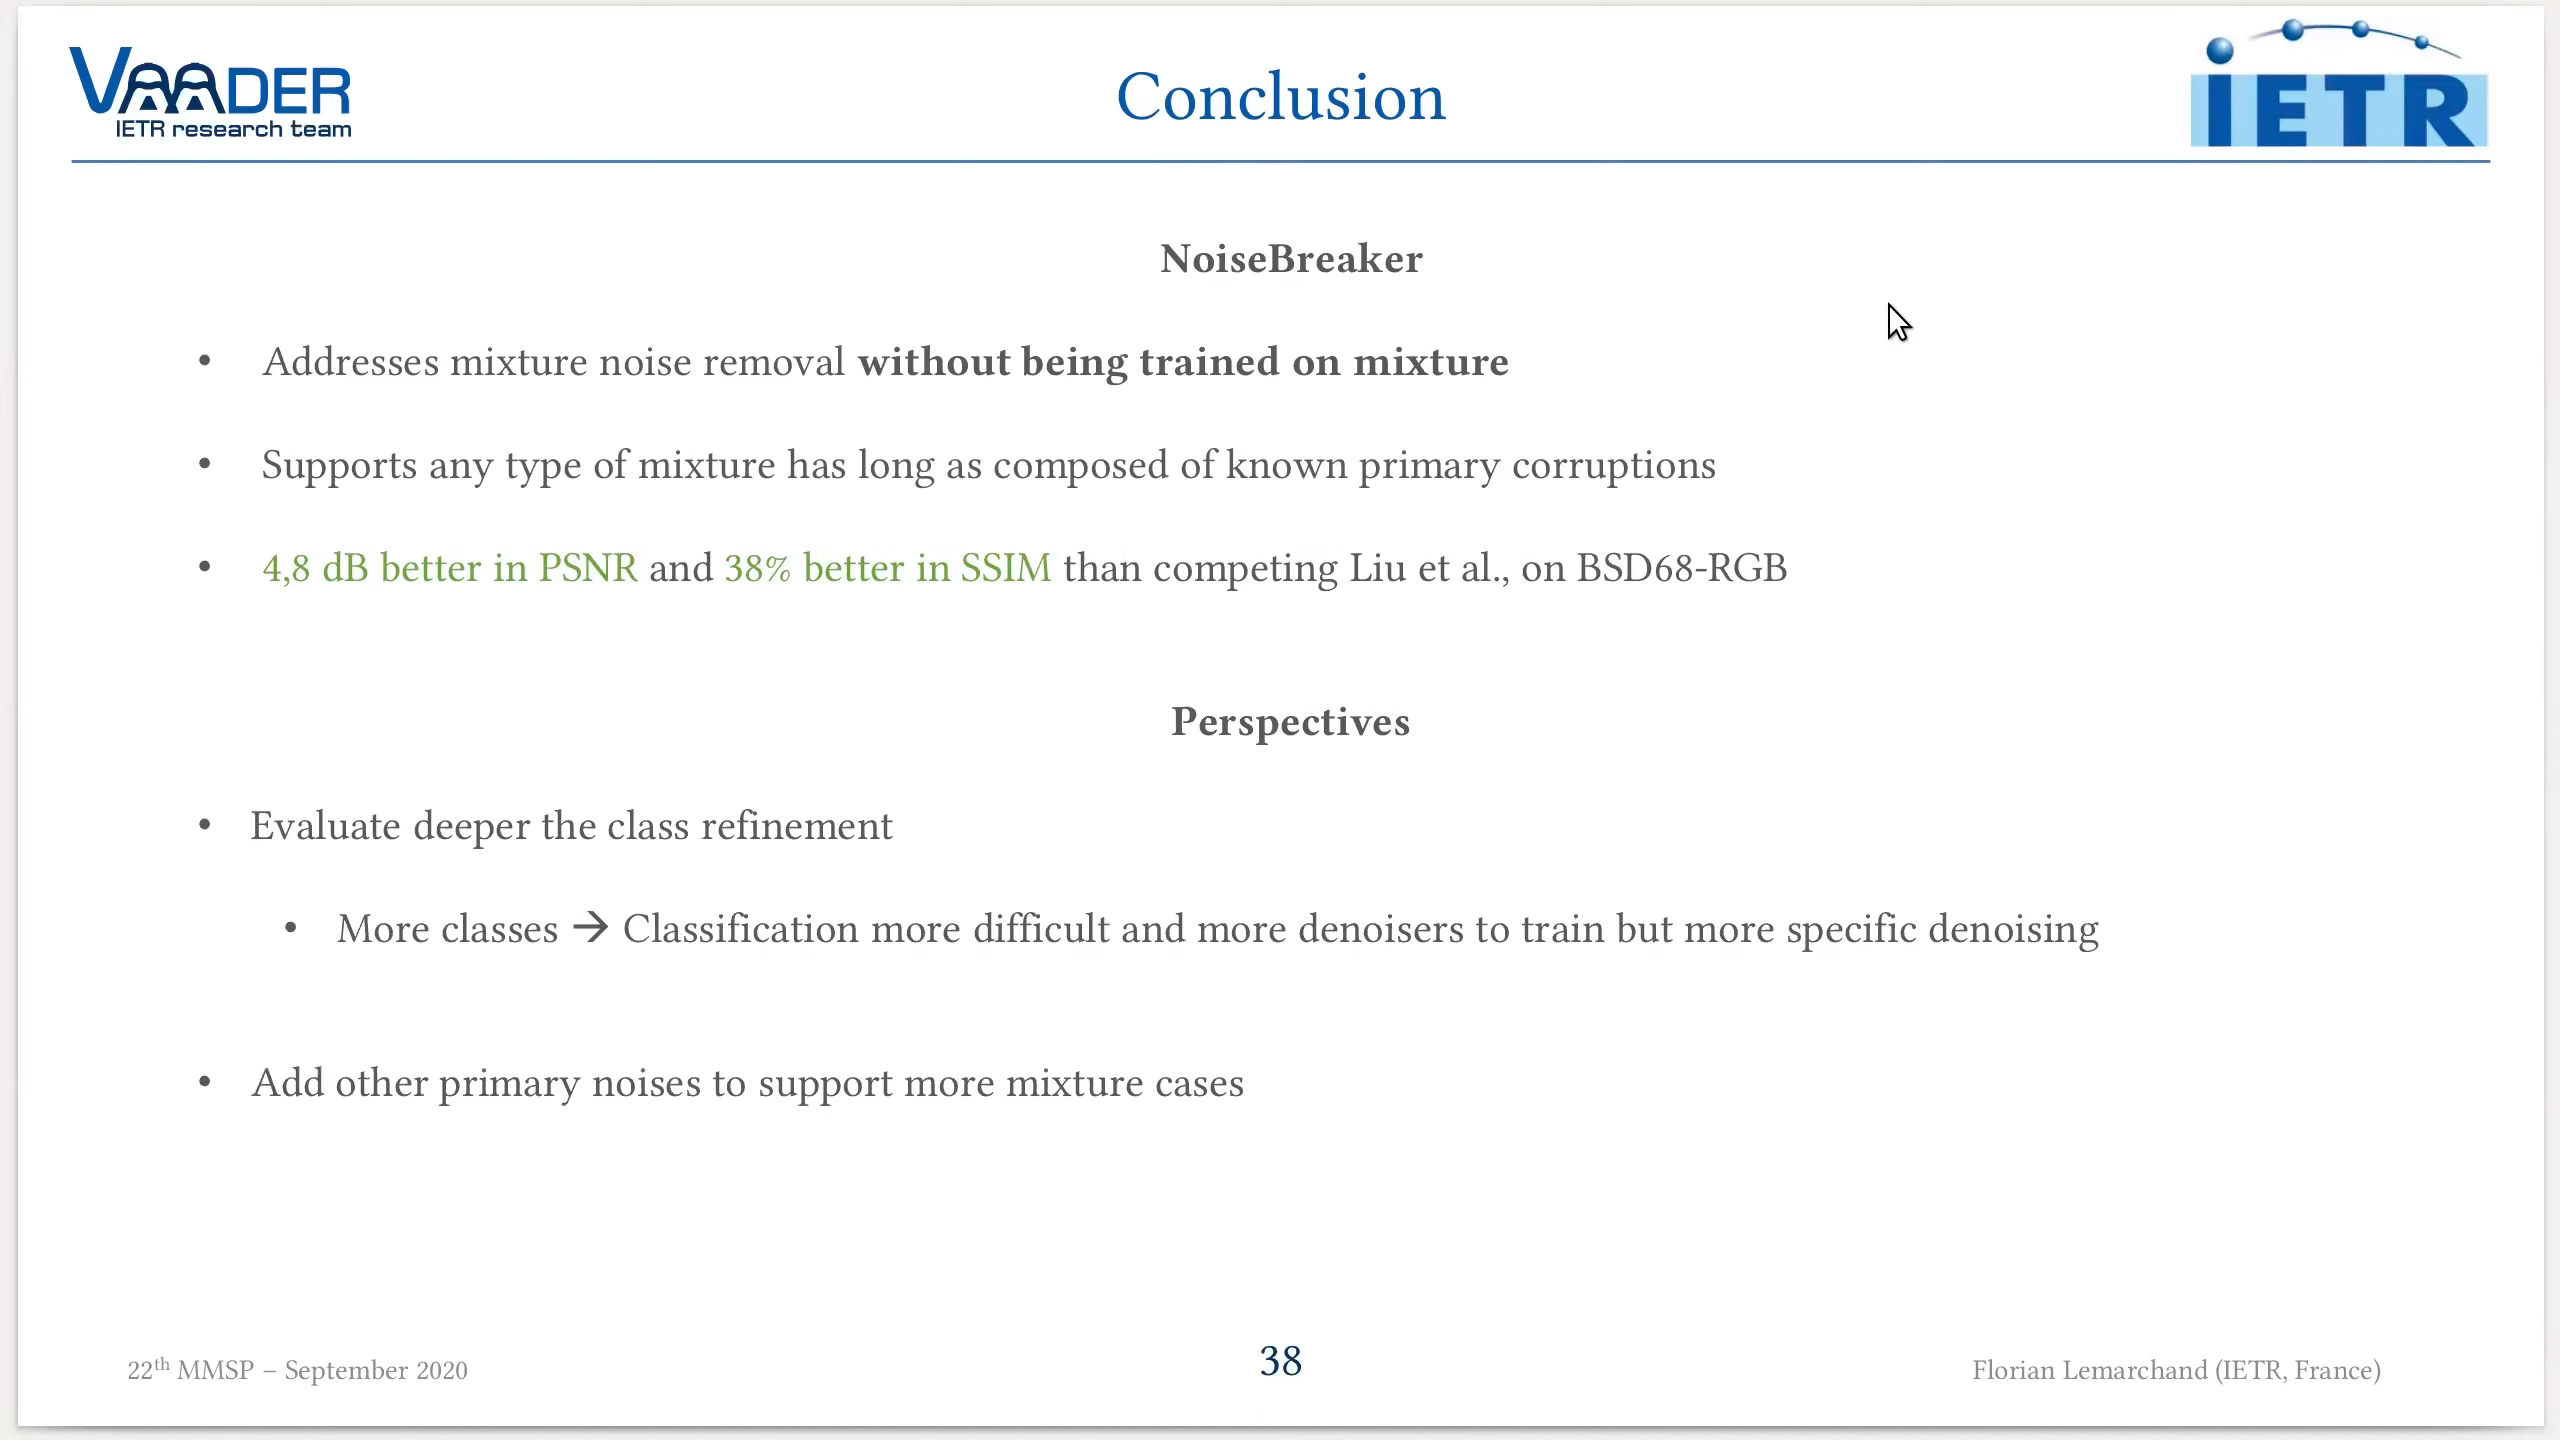 VAADER
IETR research team
Conclusion
iETR
NoiseBreaker
• Addresses mixture noise removal without being trained on mixture
• Supports any type of mixture has long as composed of known primary corruptions
• 4,8 dB better in PSNR and 38% better in SSIM than competing Liu et al., on BSD68-RGB
Perspectives
• Evaluate deeper the class refinement
• More classes → Classification more difficult and more denoisers to train but more specific denoising
• Add other primary noises to support more mixture cases
22th MMSP – September 2020
38
Florian Lemarchand (IETR, France)